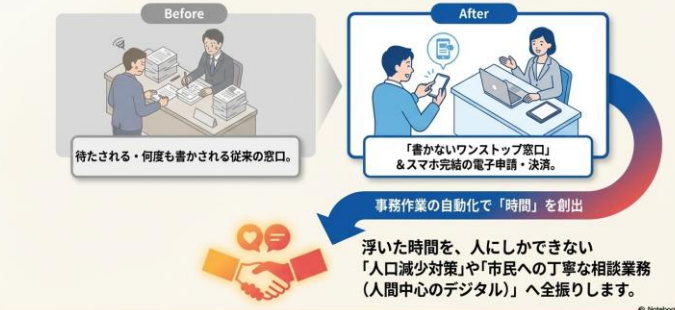 Before
After
待たされる・何度も書かされる従来の窓口。
「書かないワンストップ窓口」
&スマホ完結の電子申請・決済。
事務作業の自動化で「時間」を創出
浮いた時間を、人にしかできない
「人口減少対策」や「市民への丁寧な相談業務
（人間中心のデジタル）」へ全振りします。